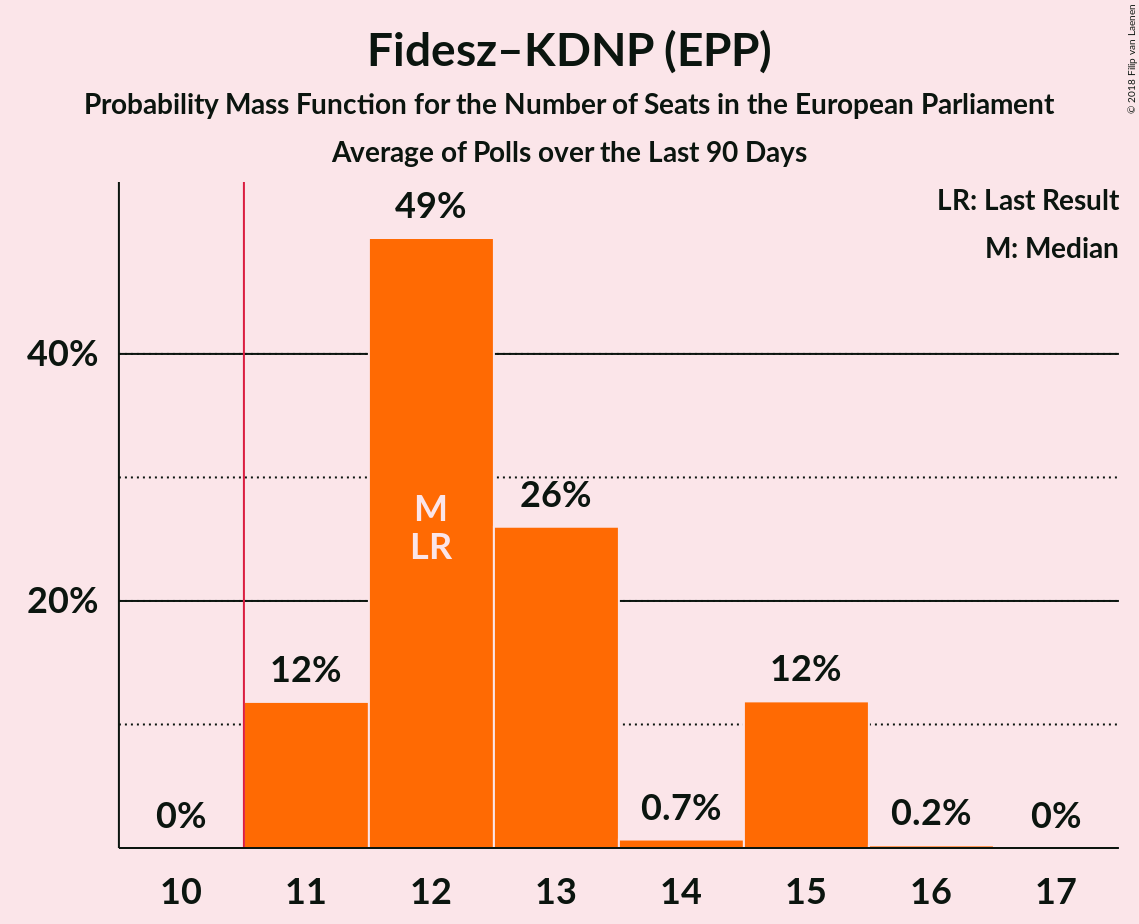 Fidesz–KDNP (EPP)
Probability Mass Function for the Number of Seats in the European Parliament
Average of Polls over the Last 90 Days
© 2018 Filip van Laenen
LR: Last Result
M: Median
49%
40%
26%
M
LR
20%
12%
12%
0%
0.7%
0.2%
0%
10 11 12 13 14 15 16 17